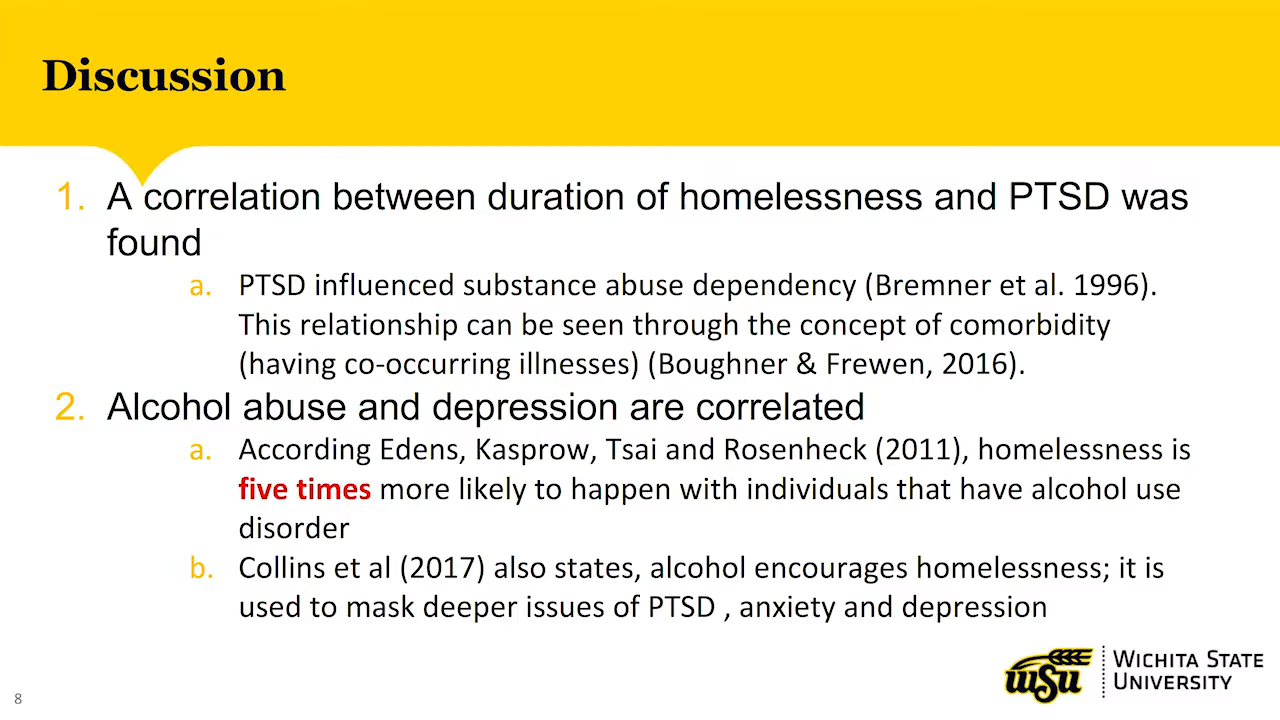 Discussion
1. A correlation between duration of homelessness and PTSD was
found
a. PTSD influenced substance abuse dependency (Bremner et al. 1996).
This relationship can be seen through the concept of comorbidity
(having co-occurring illnesses) (Boughner & Frewen, 2016).
2. Alcohol abuse and depression are correlated
a. According Edens, Kasprow, Tsai and Rosenheck (2011), homelessness is
five times more likely to happen with individuals that have alcohol use
disorder
b. Collins et al (2017) also states, alcohol encourages homelessness; it is
used to mask deeper issues of PTSD , anxiety and depression
wsu
WICHITA STATE
UNIVERSITY
8